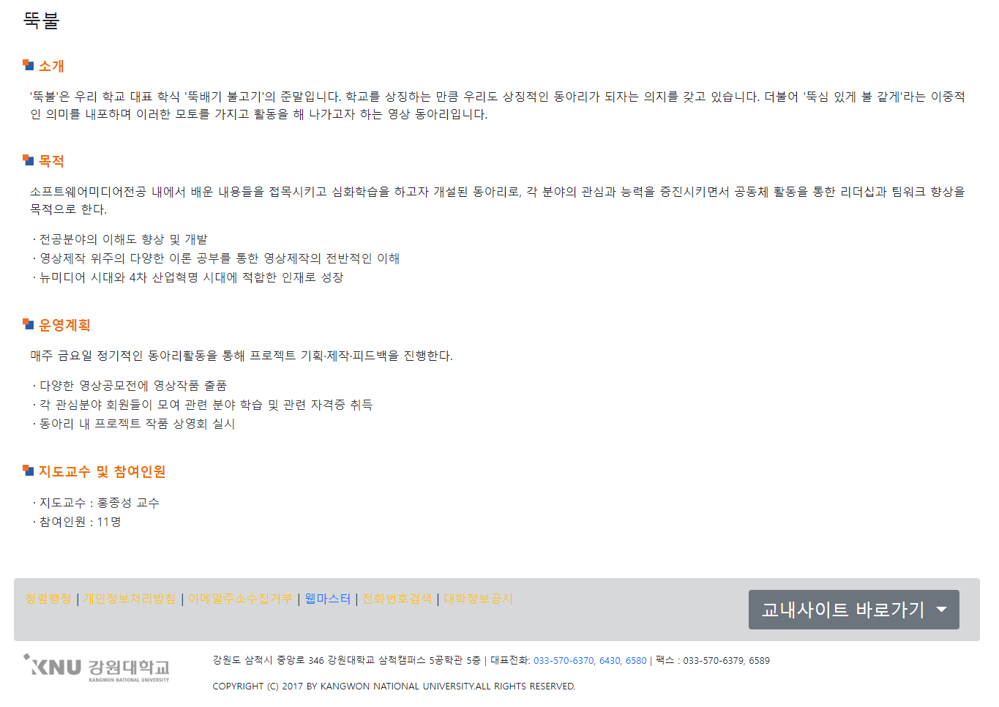 뚝불
소개
'뚝불'은 우리 학교 대표 학식 '뚝배기 불고기'의 준말입니다. 학교를 상징하는 만큼 우리도 상징적인 동아리가 되자는 의지를 갖고 있습니다. 더불어 '뚝심 있게 불 같게'라는 이중적
인 의미를 내포하며 이러한 모토를 가지고 활동을 해 나가고자 하는 영상 동아리입니다.
목적
소프트웨어미디어전공 내에서 배운 내용들을 접목시키고 심화학습을 하고자 개설된 동아리로, 각 분야의 관심과 능력을 증진시키면서 공동체 활동을 통한 리더십과 팀워크 향상을
목적으로 한다.
· 전공분야의 이해도 향상 및 개발
· 영상제작 위주의 다양한 이론 공부를 통한 영상제작의 전반적인 이해
· 뉴미디어 시대와 4차 산업혁명 시대에 적합한 인재로 성장
운영계획
매주 금요일 정기적인 동아리활동을 통해 프로젝트 기획·제작·피드백을 진행한다.
· 다양한 영상공모전에 영상작품 출품
· 각 관심분야 회원들이 모여 관련 분야 학습 및 관련 자격증 취득
· 동아리 내 프로젝트 작품 상영회 실시
지도교수 및 참여인원
· 지도교수 : 홍종성 교수
· 참여인원 : 11명
청렴행정 | 개인정보처리방침 | 이메일주소수집거부 | 웹마스터 | 전화번호검색 | 대학정보공시
교내사이트 바로가기
KNU 강원대학교
KANGWON NATIONAL UNIVERSITY
강원도 삼척시 중앙로 346 강원대학교 삼척캠퍼스 5공학관 5층 | 대표전화: 033-570-6370, 6430, 6580 | 팩스 : 033-570-6379, 6589
COPYRIGHT (C) 2017 BY KANGWON NATIONAL UNIVERSITY.ALL RIGHTS RESERVED.